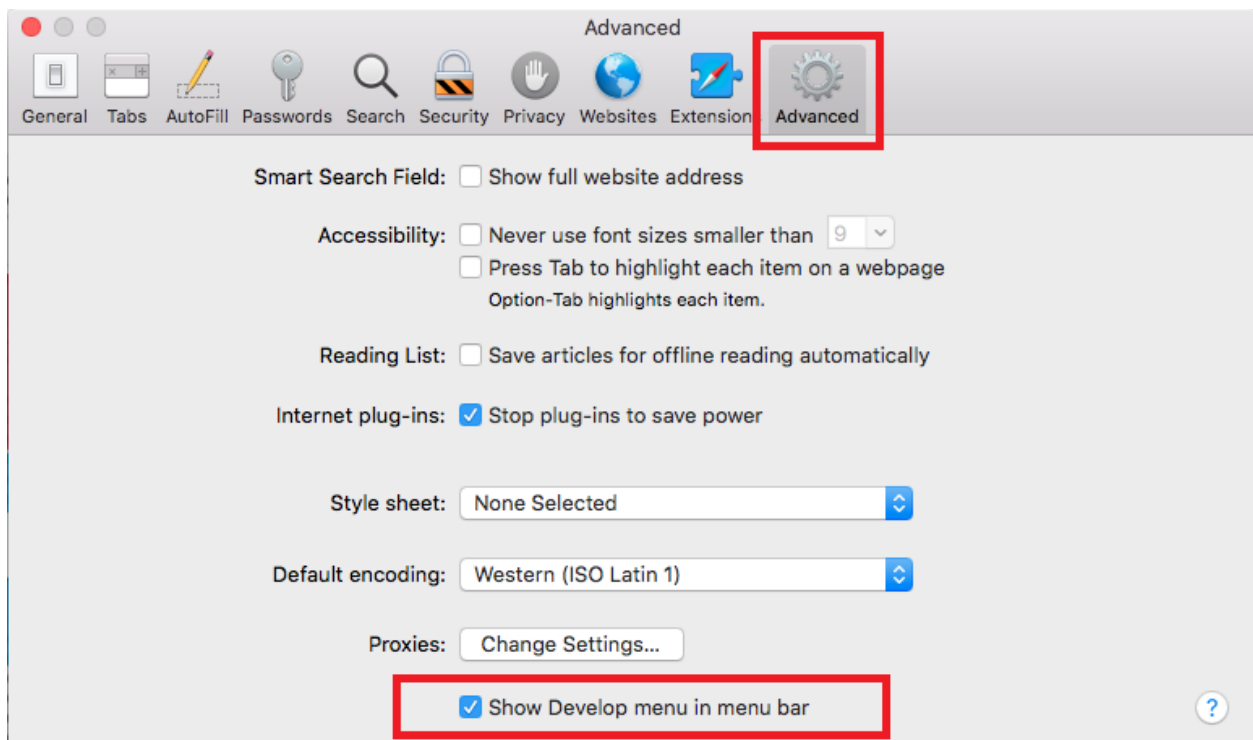 Advanced
General Tabs AutoFill Passwords Search Security Privacy Websites Extension Advanced
Smart Search Field: Show full website address
Accessibility: Never use font sizes smaller than 9
Press Tab to highlight each item on a webpage
Option-Tab highlights each item.
Reading List: Save articles for offline reading automatically
Internet plug-ins: Stop plug-ins to save power
Style sheet: None Selected
Default encoding: Western (ISO Latin 1)
Proxies: Change Settings...
Show Develop menu in menu bar
?